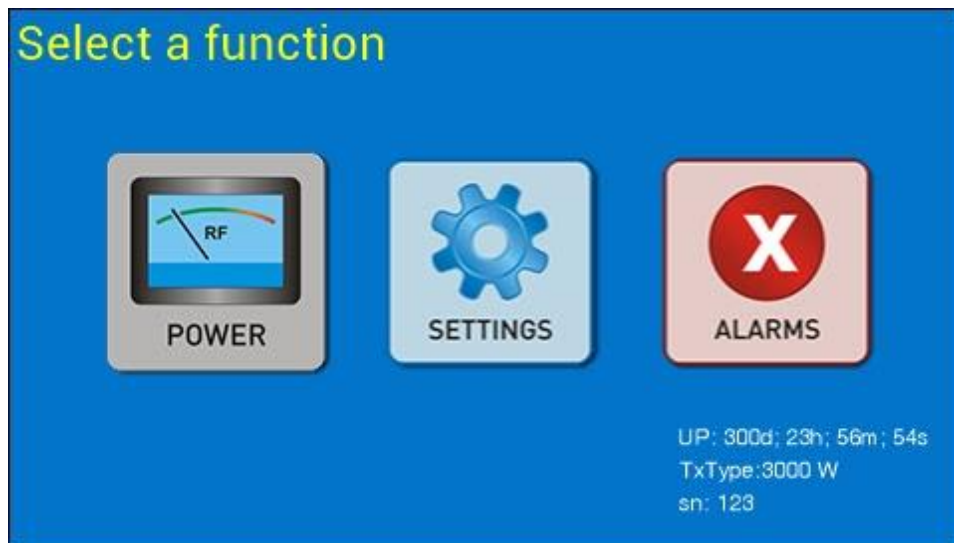 Select a function
RF
POWER
SETTINGS
X
ALARMS
UP: 300d; 23h; 56m; 54s
TxType:3000 W
sn: 123